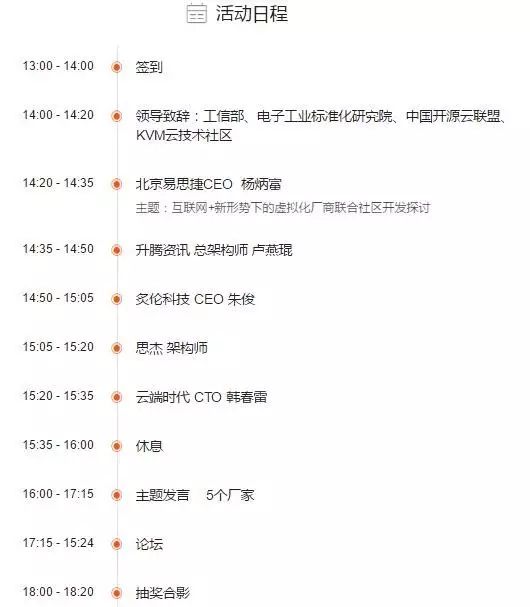 活动日程
13:00 - 14:00 签到
14:00 - 14:20 领导致辞：工信部、电子工业标准化研究院、中国开源云联盟、
KVM云技术社区
14:20 - 14:35 北京易思捷CEO 杨炳富
主题：互联网+新形势下的虚拟化厂商联合社区开发探讨
14:35 - 14:50 升腾资讯 总架构师 卢燕琨
14:50 - 15:05 炙伦科技 CEO 朱俊
15:05 - 15:20 思杰 架构师
15:20 - 15:35 云端时代 CTO 韩春雷
15:35 - 16:00 休息
16:00 - 17:15 主题发言 5个厂家
17:15 - 15:24 论坛
18:00 - 18:20 抽奖合影